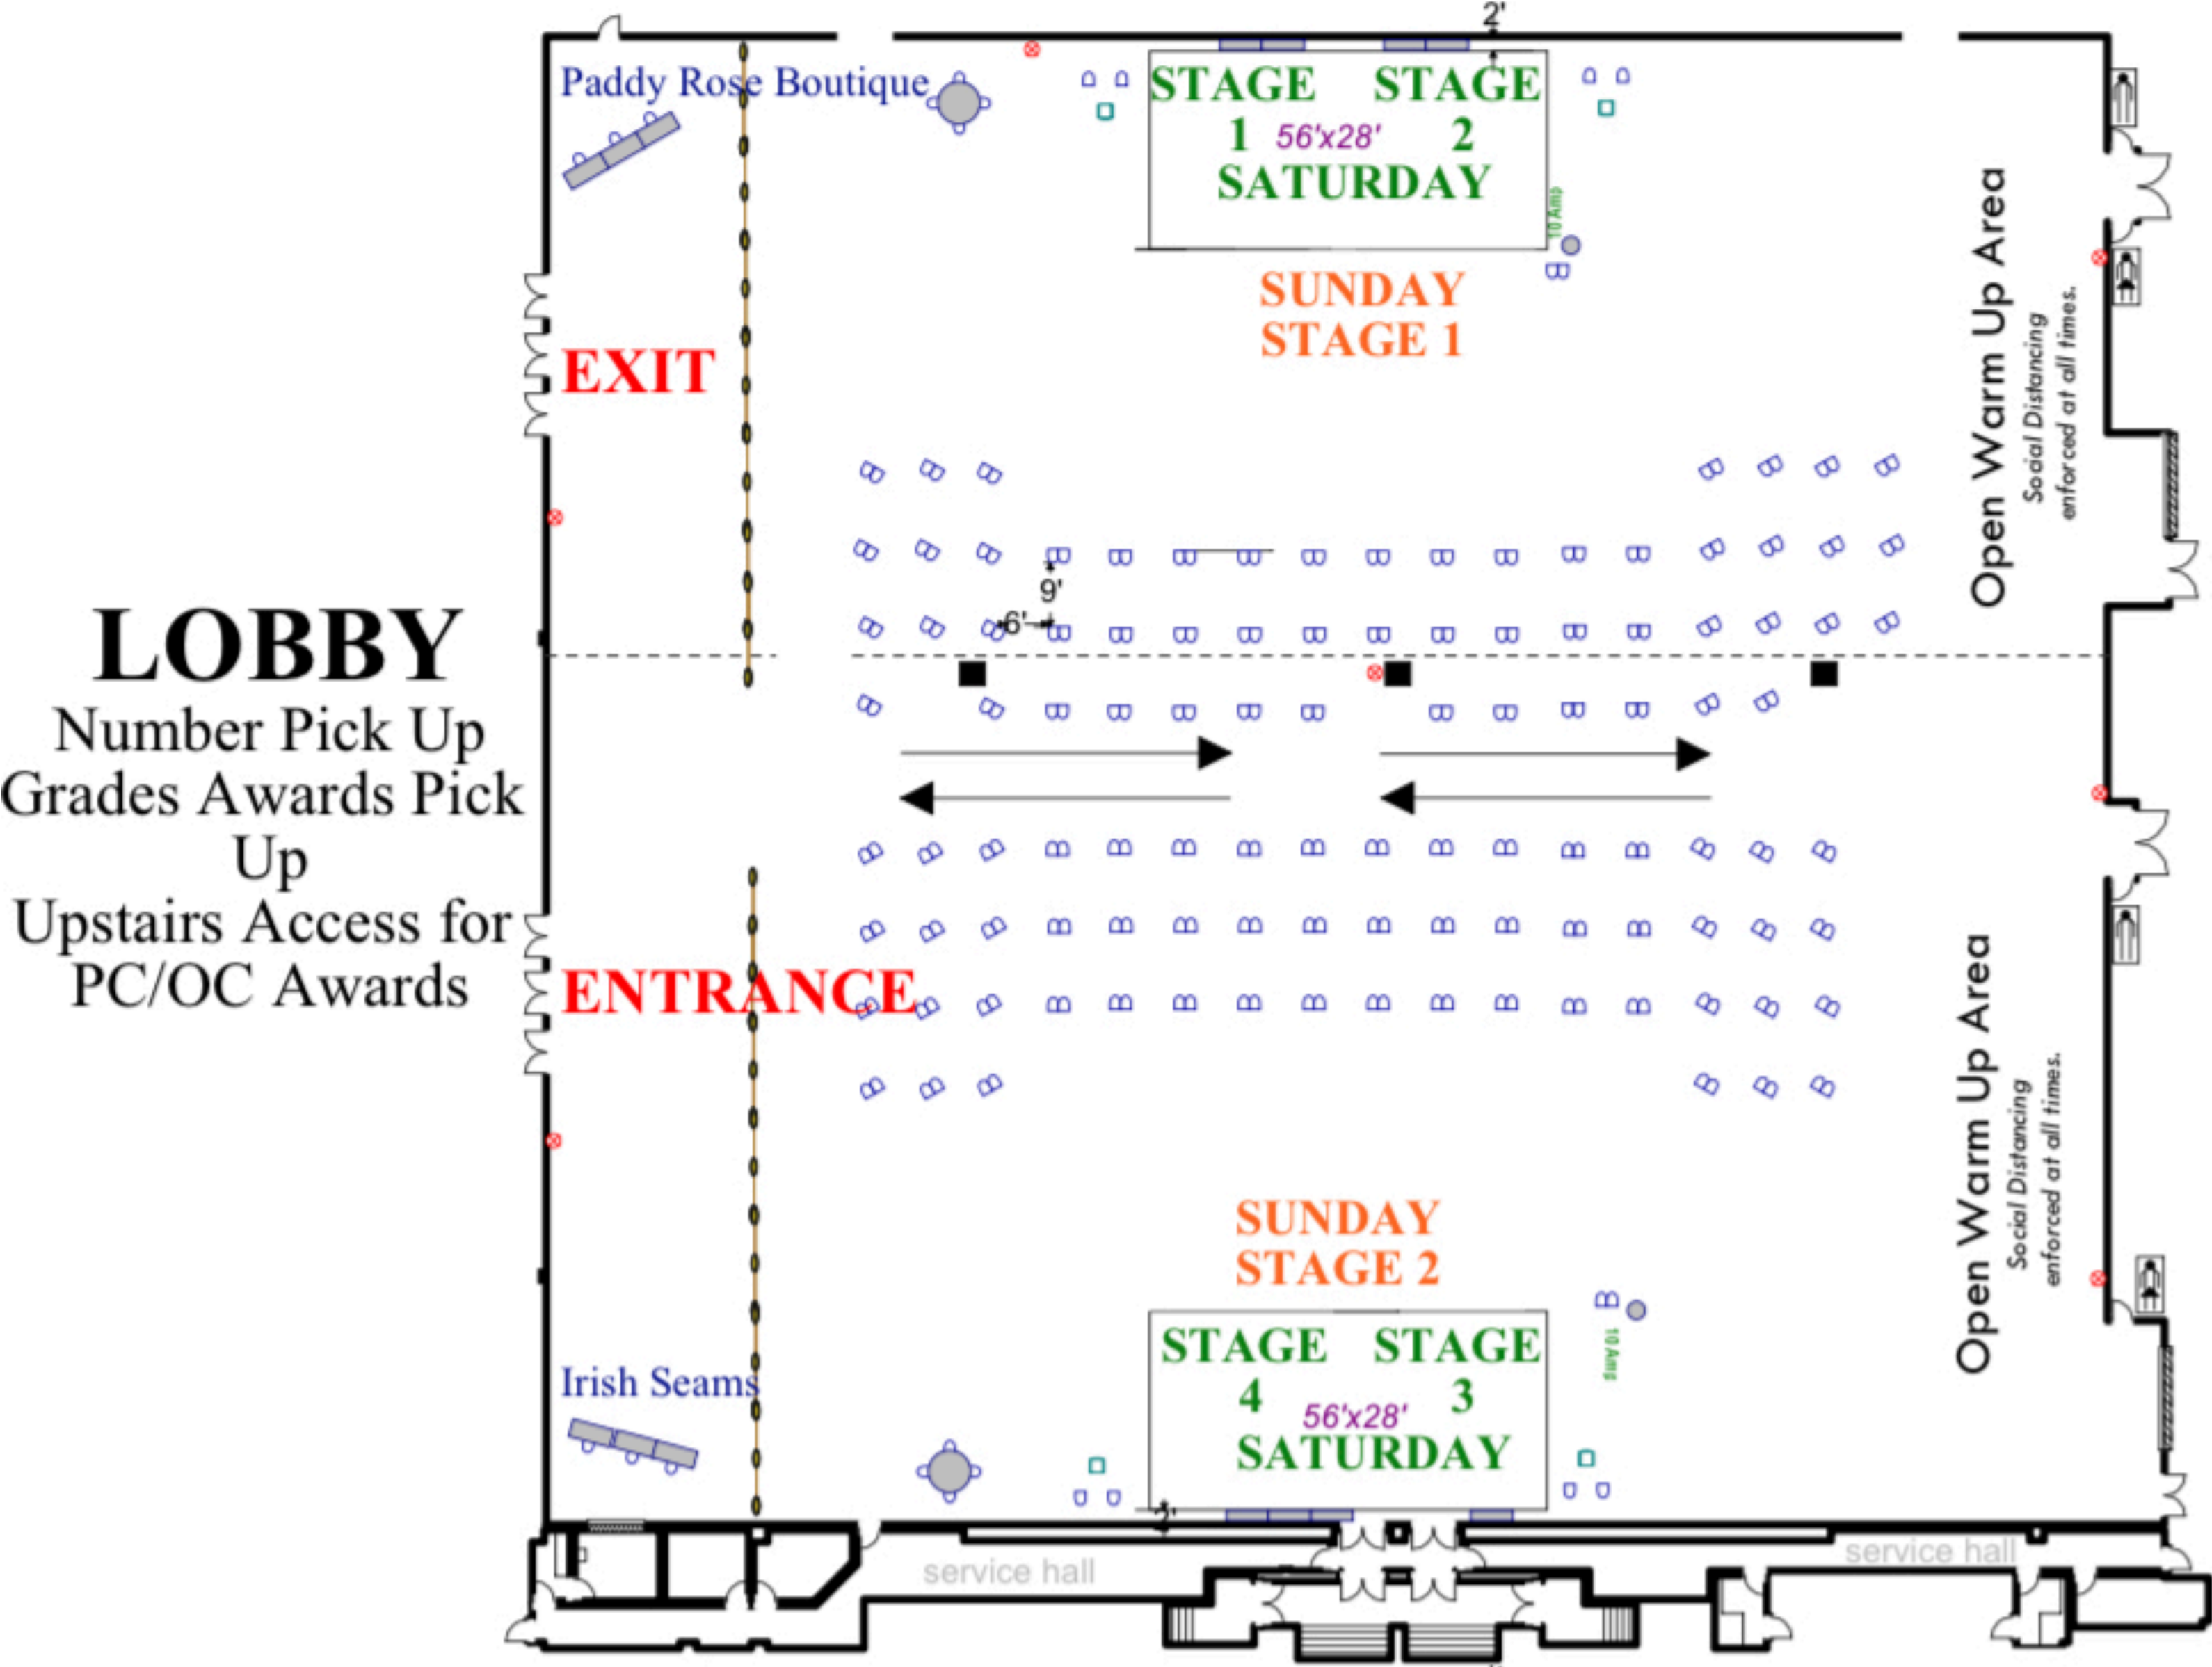 2'
Paddy Rose Boutique
STAGE STAGE
1 56'x28' 2
SATURDAY
10 Amp
SUNDAY
STAGE 1
EXIT
Open Warm Up Area
Social Distancing
enforced at all times.
9'
6'
LOBBY
Number Pick Up
Grades Awards Pick
Up
Upstairs Access for
PC/OC Awards
ENTRANCE
Open Warm Up Area
Social Distancing
enforced at all times.
SUNDAY
STAGE 2
10 Amp
STAGE STAGE
4 56'x28' 3
SATURDAY
Irish Seams
2'
service hall
service hall